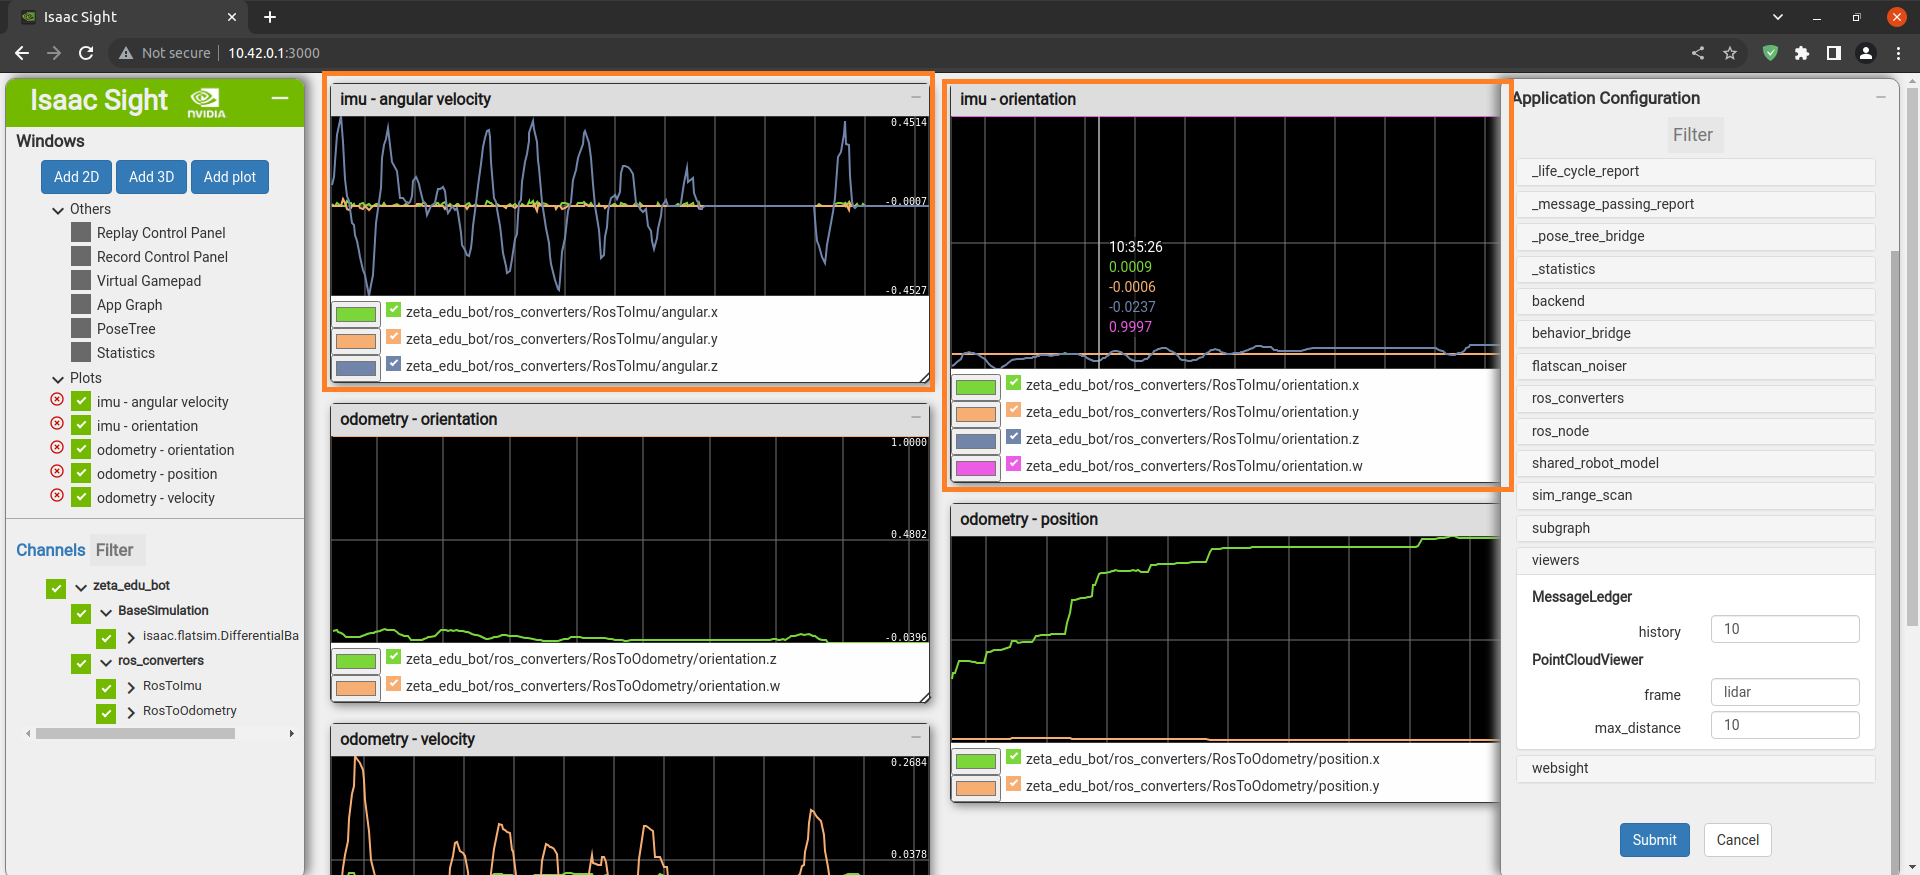 Isaac Sight
Not secure
10.42.0.1:3000
Isaac Sight
NVIDIA
Windows
Add 2D
Add 3D
Add plot
Others
Replay Control Panel
Record Control Panel
Virtual Gamepad
App Graph
PoseTree
Statistics
Plots
imu - angular velocity
imu - orientation
odometry - orientation
odometry - position
odometry - velocity
Channels
Filter
zeta_edu_bot
BaseSimulation
isaac.flatsim.DifferentialBa
ros_converters
RosToImu
RosToOdometry
imu - angular velocity
0.4514
-0.0007
-0.4527
zeta_edu_bot/ros_converters/RosToImu/angular.x
zeta_edu_bot/ros_converters/RosToImu/angular.y
zeta_edu_bot/ros_converters/RosToImu/angular.z
odometry - orientation
1.0000
0.4802
-0.0396
zeta_edu_bot/ros_converters/RosToOdometry/orientation.z
zeta_edu_bot/ros_converters/RosToOdometry/orientation.w
odometry - velocity
0.2684
0.0378
imu - orientation
10:35:26
0.0009
-0.0006
-0.0237
0.9997
zeta_edu_bot/ros_converters/RosToImu/orientation.x
zeta_edu_bot/ros_converters/RosToImu/orientation.y
zeta_edu_bot/ros_converters/RosToImu/orientation.z
zeta_edu_bot/ros_converters/RosToImu/orientation.w
odometry - position
zeta_edu_bot/ros_converters/RosToOdometry/position.x
zeta_edu_bot/ros_converters/RosToOdometry/position.y
Application Configuration
Filter
_life_cycle_report
_message_passing_report
_pose_tree_bridge
_statistics
backend
behavior_bridge
flatscan_noiser
ros_converters
ros_node
shared_robot_model
sim_range_scan
subgraph
viewers
MessageLedger
history
10
PointCloudViewer
frame
lidar
max_distance
10
websight
Submit
Cancel